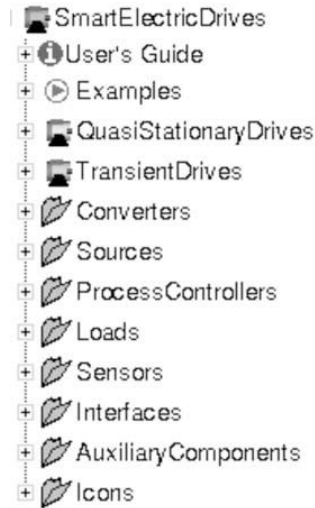 SmartElectricDrives
User's Guide
Examples
QuasiStationaryDrives
TransientDrives
Converters
Sources
ProcessControllers
Loads
Sensors
Interfaces
AuxiliaryComponents
Icons